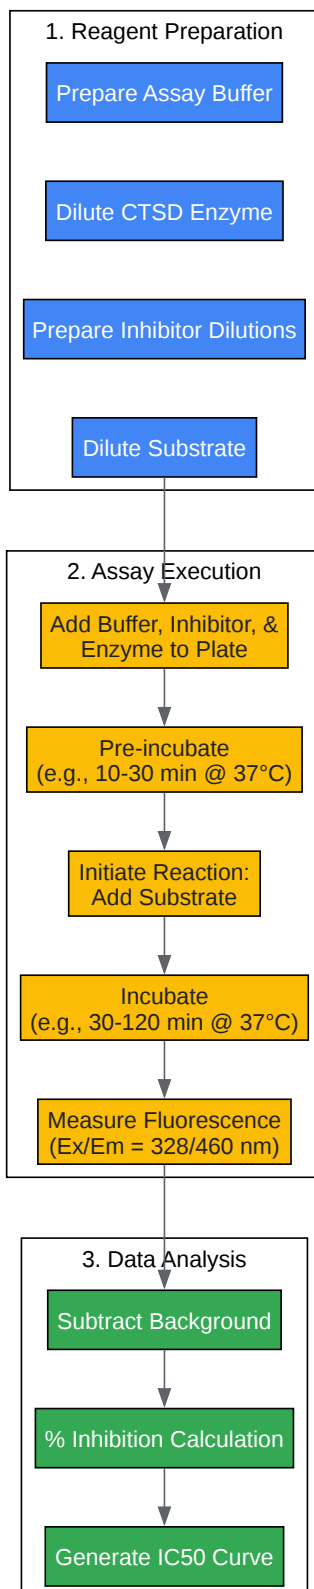 1. Reagent Preparation
Prepare Assay Buffer
Dilute CTSD Enzyme
Prepare Inhibitor Dilutions
Dilute Substrate
2. Assay Execution
Add Buffer, Inhibitor, &
Enzyme to Plate
Pre-incubate
(e.g., 10-30 min @ 37°C)
Initiate Reaction:
Add Substrate
Incubate
(e.g., 30-120 min @ 37°C)
Measure Fluorescence
(Ex/Em = 328/460 nm)
3. Data Analysis
Subtract Background
% Inhibition Calculation
Generate IC50 Curve